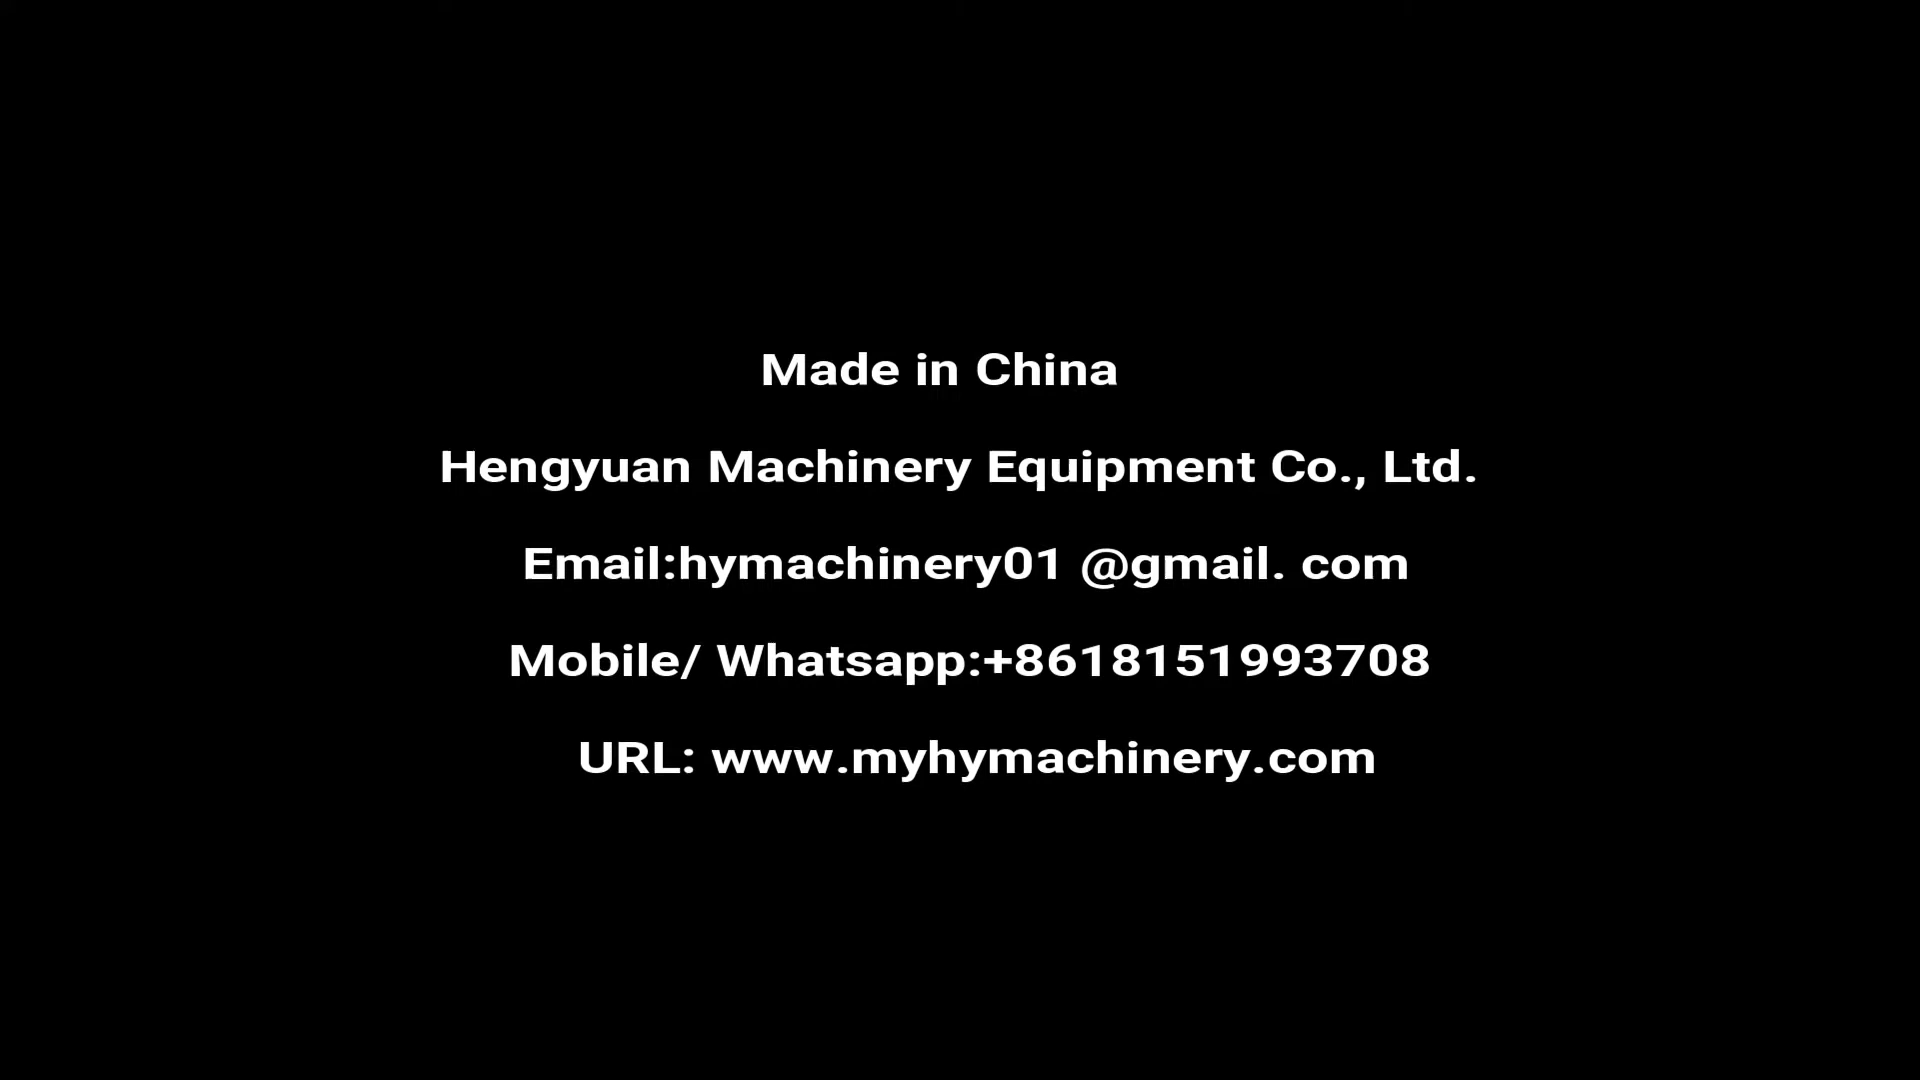 Made in China
Hengyuan Machinery Equipment Co., Ltd.
Email:hymachinery01 @gmail. com
Mobile/ Whatsapp:+8618151993708
URL: www.myhymachinery.com